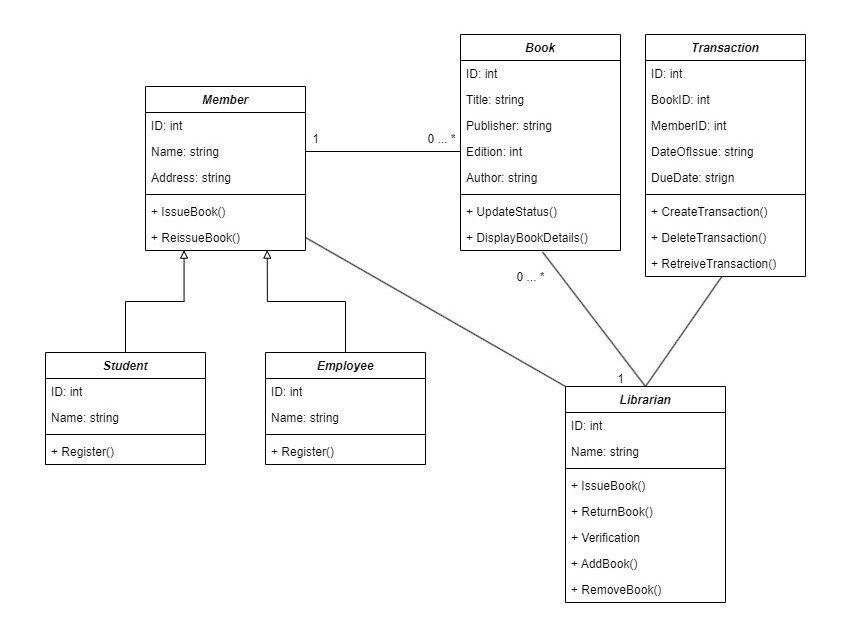 Member
ID: int
Name: string
Address: string
+ IssueBook()
+ ReissueBook()
1
0 ... *
Book
ID: int
Title: string
Publisher: string
Edition: int
Author: string
+ UpdateStatus()
+ DisplayBookDetails()
Transaction
ID: int
BookID: int
MemberID: int
DateOfIssue: string
DueDate: strign
+ CreateTransaction()
+ DeleteTransaction()
+ RetreiveTransaction()
0 ... *
1
Student
ID: int
Name: string
+ Register()
Employee
ID: int
Name: string
+ Register()
Librarian
ID: int
Name: string
+ IssueBook()
+ ReturnBook()
+ Verification
+ AddBook()
+ RemoveBook()